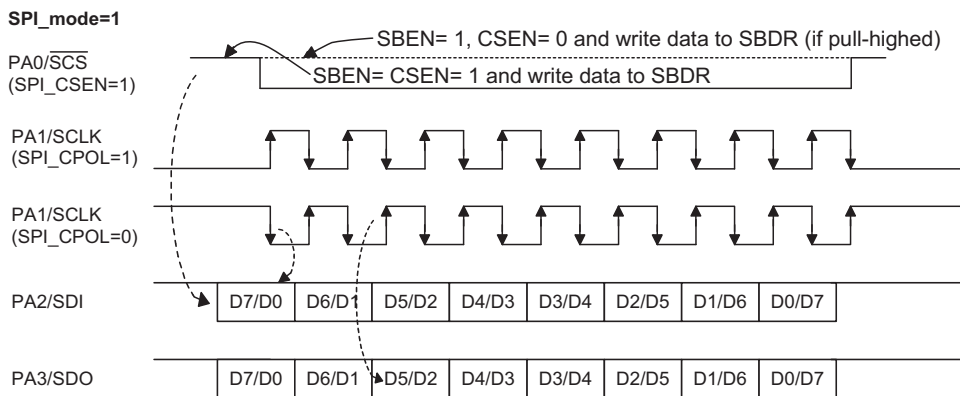 SPI_mode=1
SBEN= 1, CSEN= 0 and write data to SBDR (if pull-highed)
PA0/SCS
(SPI_CSEN=1)
SBEN= CSEN= 1 and write data to SBDR
PA1/SCLK
(SPI_CPOL=1)
PA1/SCLK
(SPI_CPOL=0)
PA2/SDI D7/D0 D6/D1 D5/D2 D4/D3 D3/D4 D2/D5 D1/D6 D0/D7
PA3/SDO D7/D0 D6/D1 D5/D2 D4/D3 D3/D4 D2/D5 D1/D6 D0/D7